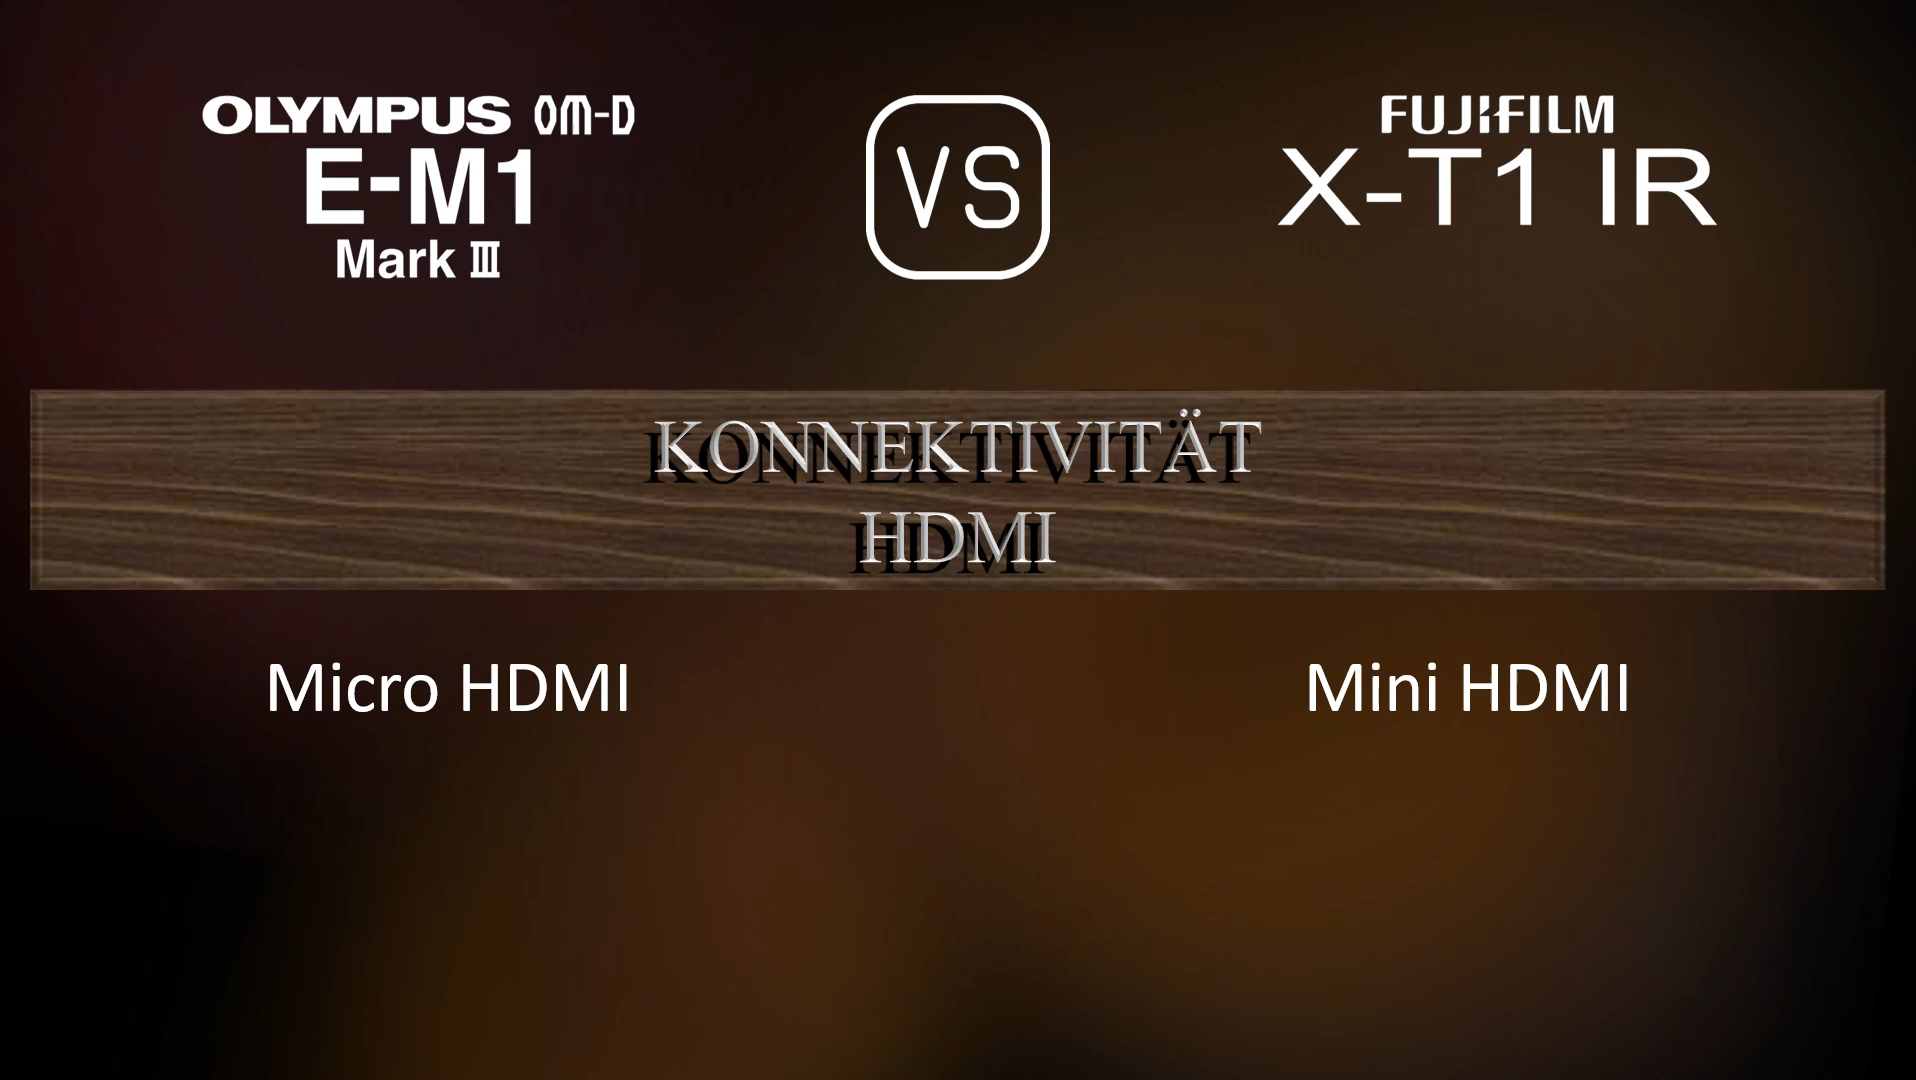 OLYMPUS OM-D
E-M1
Mark III
VS
FUJIFILM
X-T1 IR
KONNEKTIVITÄT
HDMI
Micro HDMI
Mini HDMI